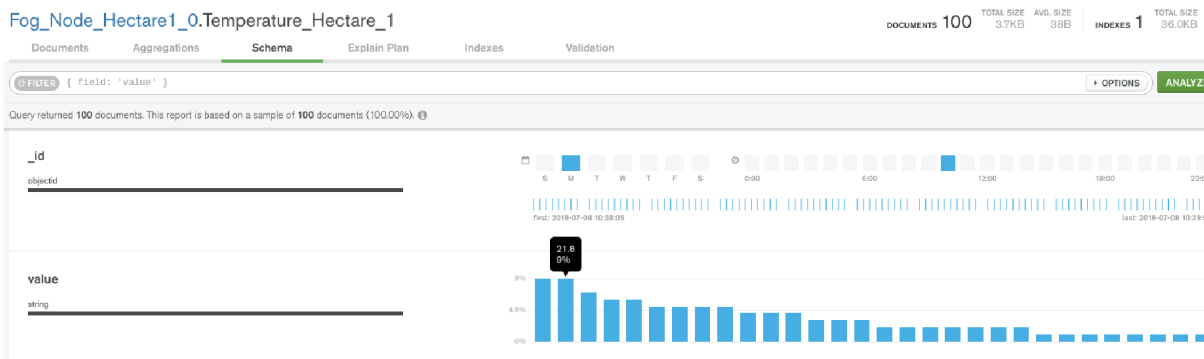 Fog_Node_Hectare1_0.Temperature_Hectare_1
DOCUMENTS 100 TOTAL SIZE 3.7KB AVG. SIZE 38B INDEXES 1 TOTAL SIZE 36.0KB
Documents Aggregations Schema Explain Plan Indexes Validation
FILTER { field: 'value' } OPTIONS ANALYZE
Query returned 100 documents. This report is based on a sample of 100 documents (100.00%).
_id
objectid
S M T W T F S 0:00 6:00 12:00 18:00
first: 2019-07-08 10:38:05 last: 2019-07-08 10:39:
value
string
21.8
9%
9%
4.5%
0%